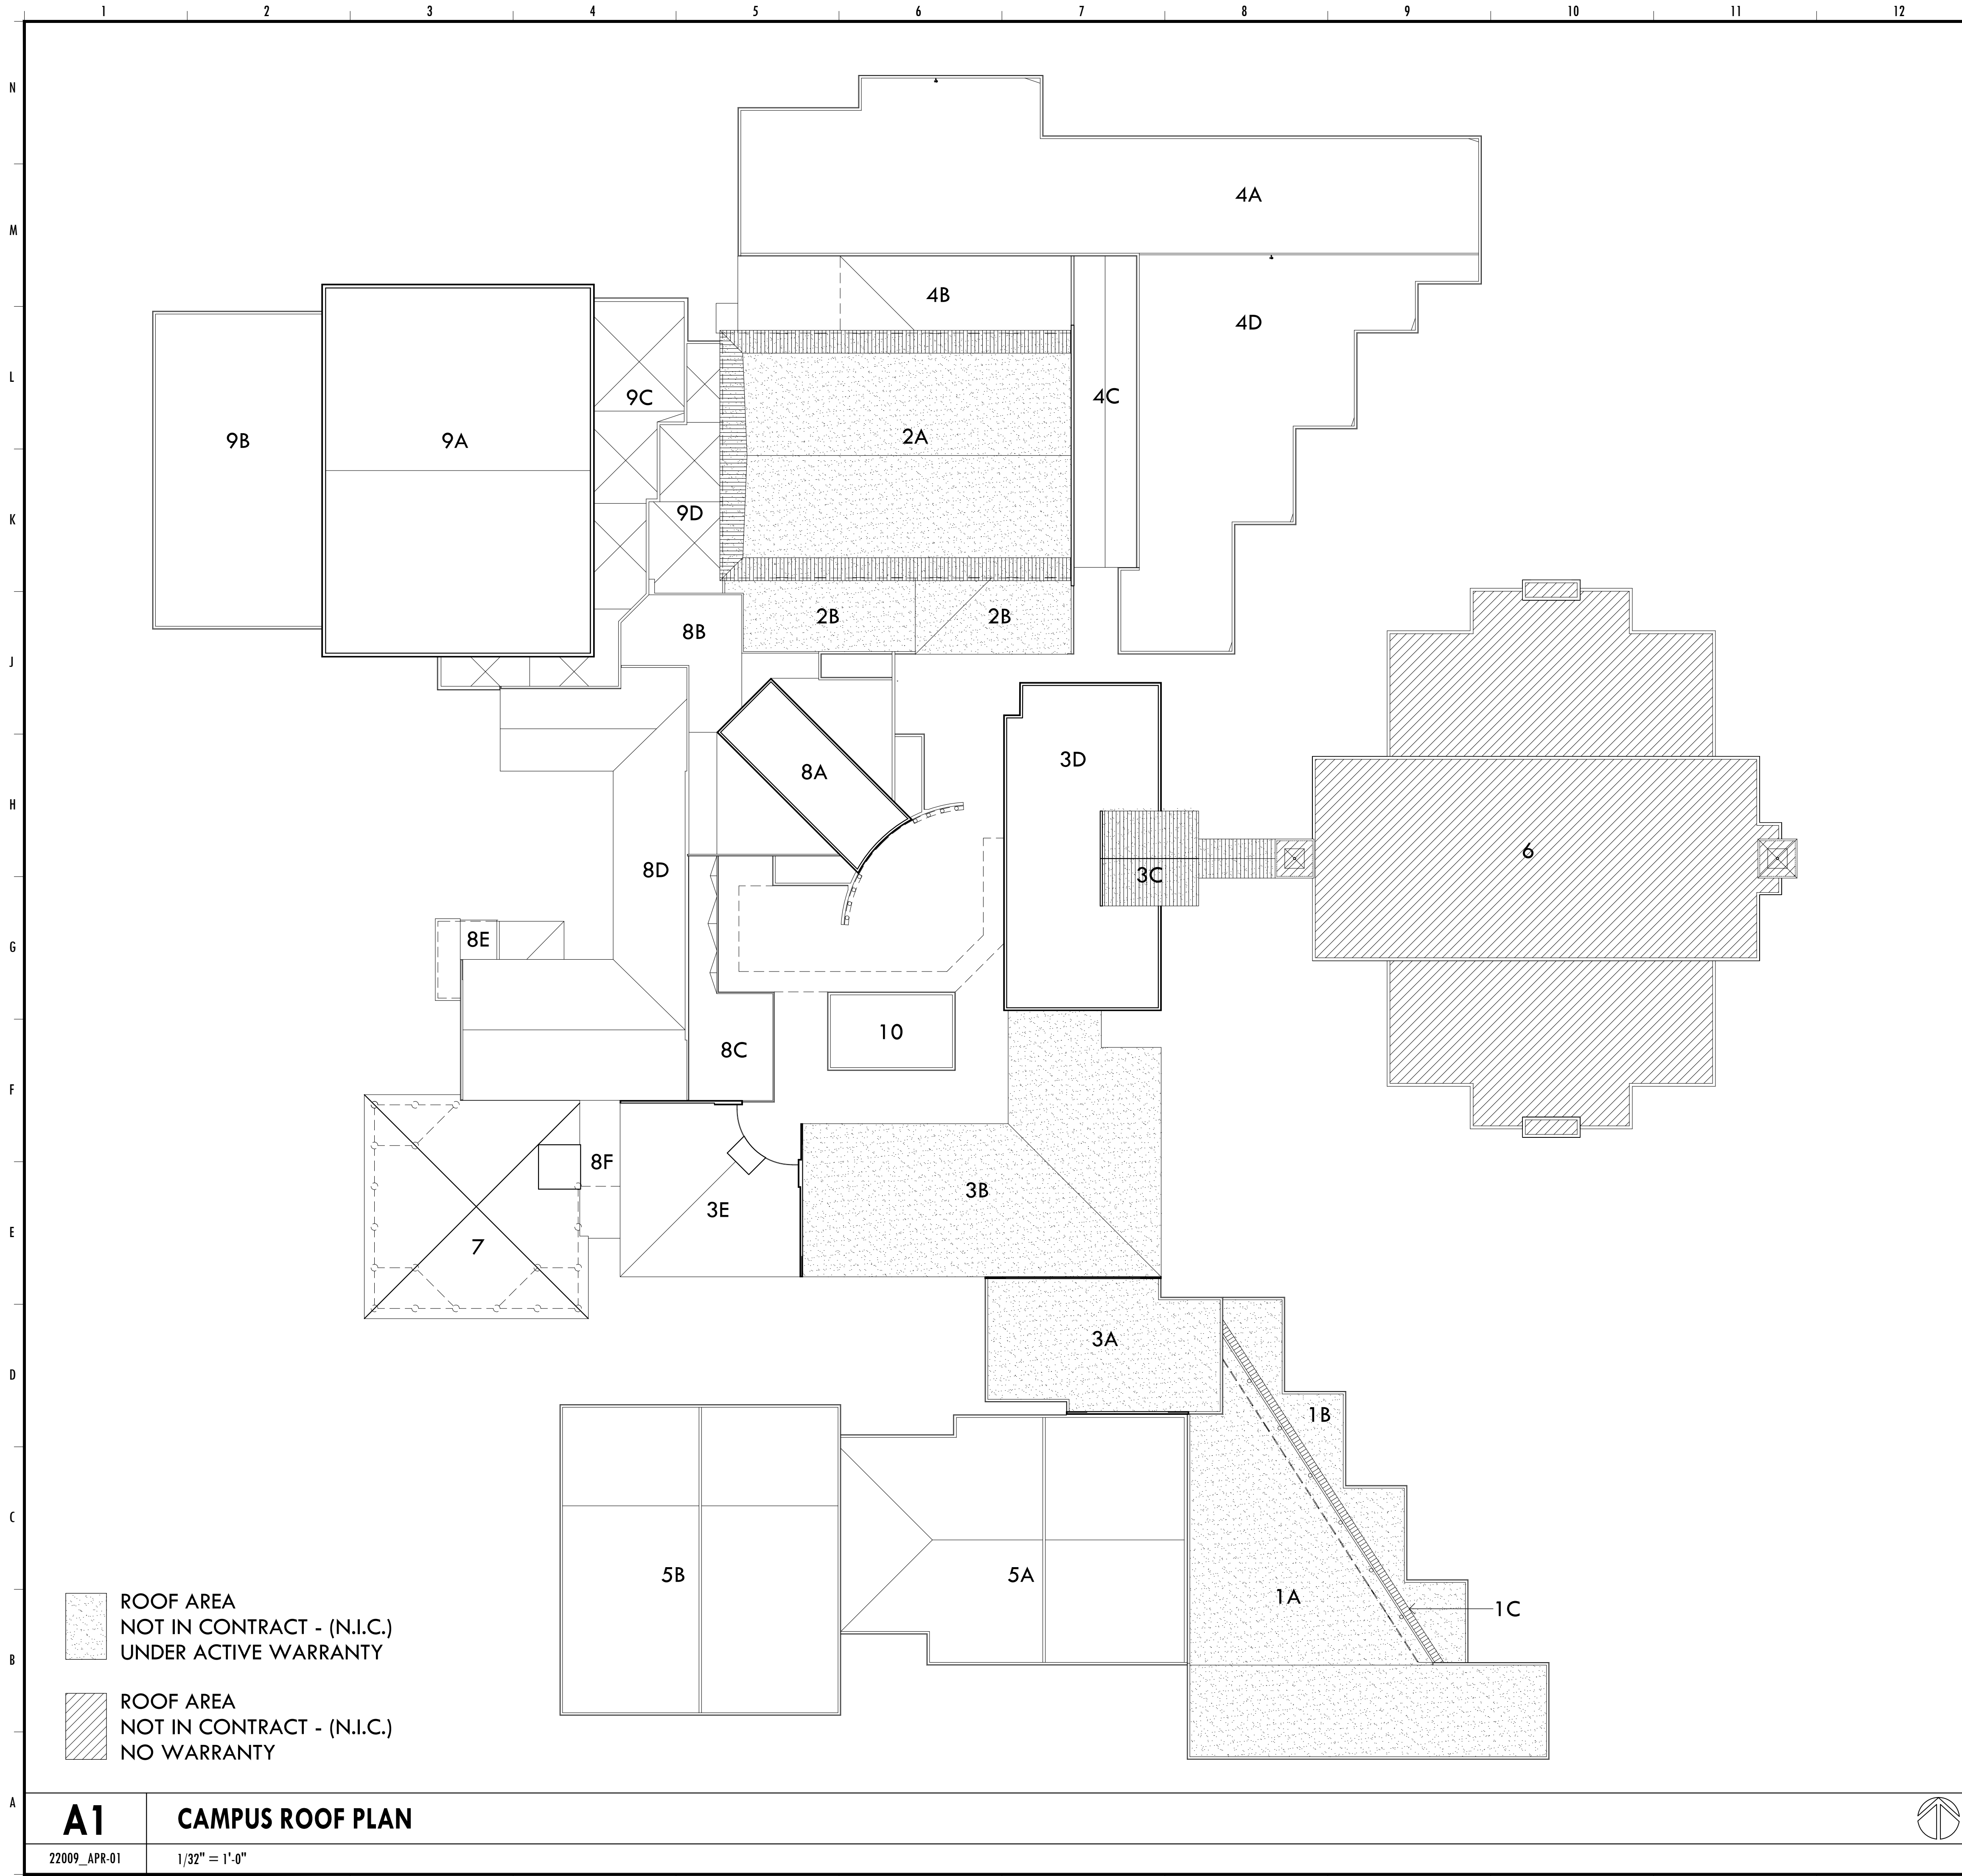 1 2 3 4 5 6 7 8 9 10 11 12
N
4A
M
4B
4D
L
4C
9C
2A
9B 9A
K
9D
2B 2B
8B
J
3D
8A
H
6
8D
3C
G
8E
10
8C
F
8F
3B
3E
E
7
3A
D
1B
C
5B 5A
1A
1C
ROOF AREA
NOT IN CONTRACT - (N.I.C.)
UNDER ACTIVE WARRANTY
B
ROOF AREA
NOT IN CONTRACT - (N.I.C.)
NO WARRANTY
A
A1 CAMPUS ROOF PLAN
22009_APR-01 1/32" = 1'-0"